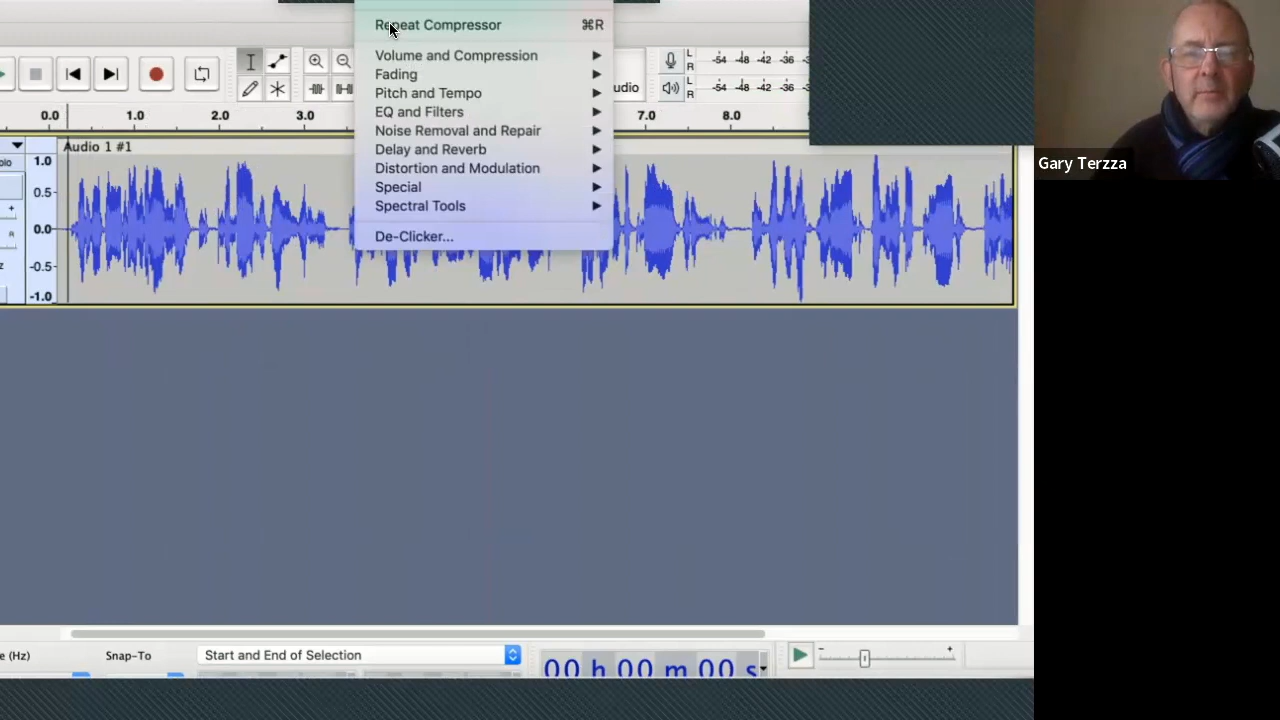 Repeat Compressor ⌘R
Volume and Compression
Fading
Pitch and Tempo
EQ and Filters
Noise Removal and Repair
Delay and Reverb
Distortion and Modulation
Special
Spectral Tools
De-Clicker...
udio
L
R
-54 -48 -42 -36
L
R
-54 -48 -42 -36
0.0 1.0 2.0 3.0 7.0 8.0
Audio 1 #1
1.0
0.5
0.0
-0.5
-1.0
Gary Terzza
e (Hz)
Snap-To
Start and End of Selection
00 h 00 m 00 s